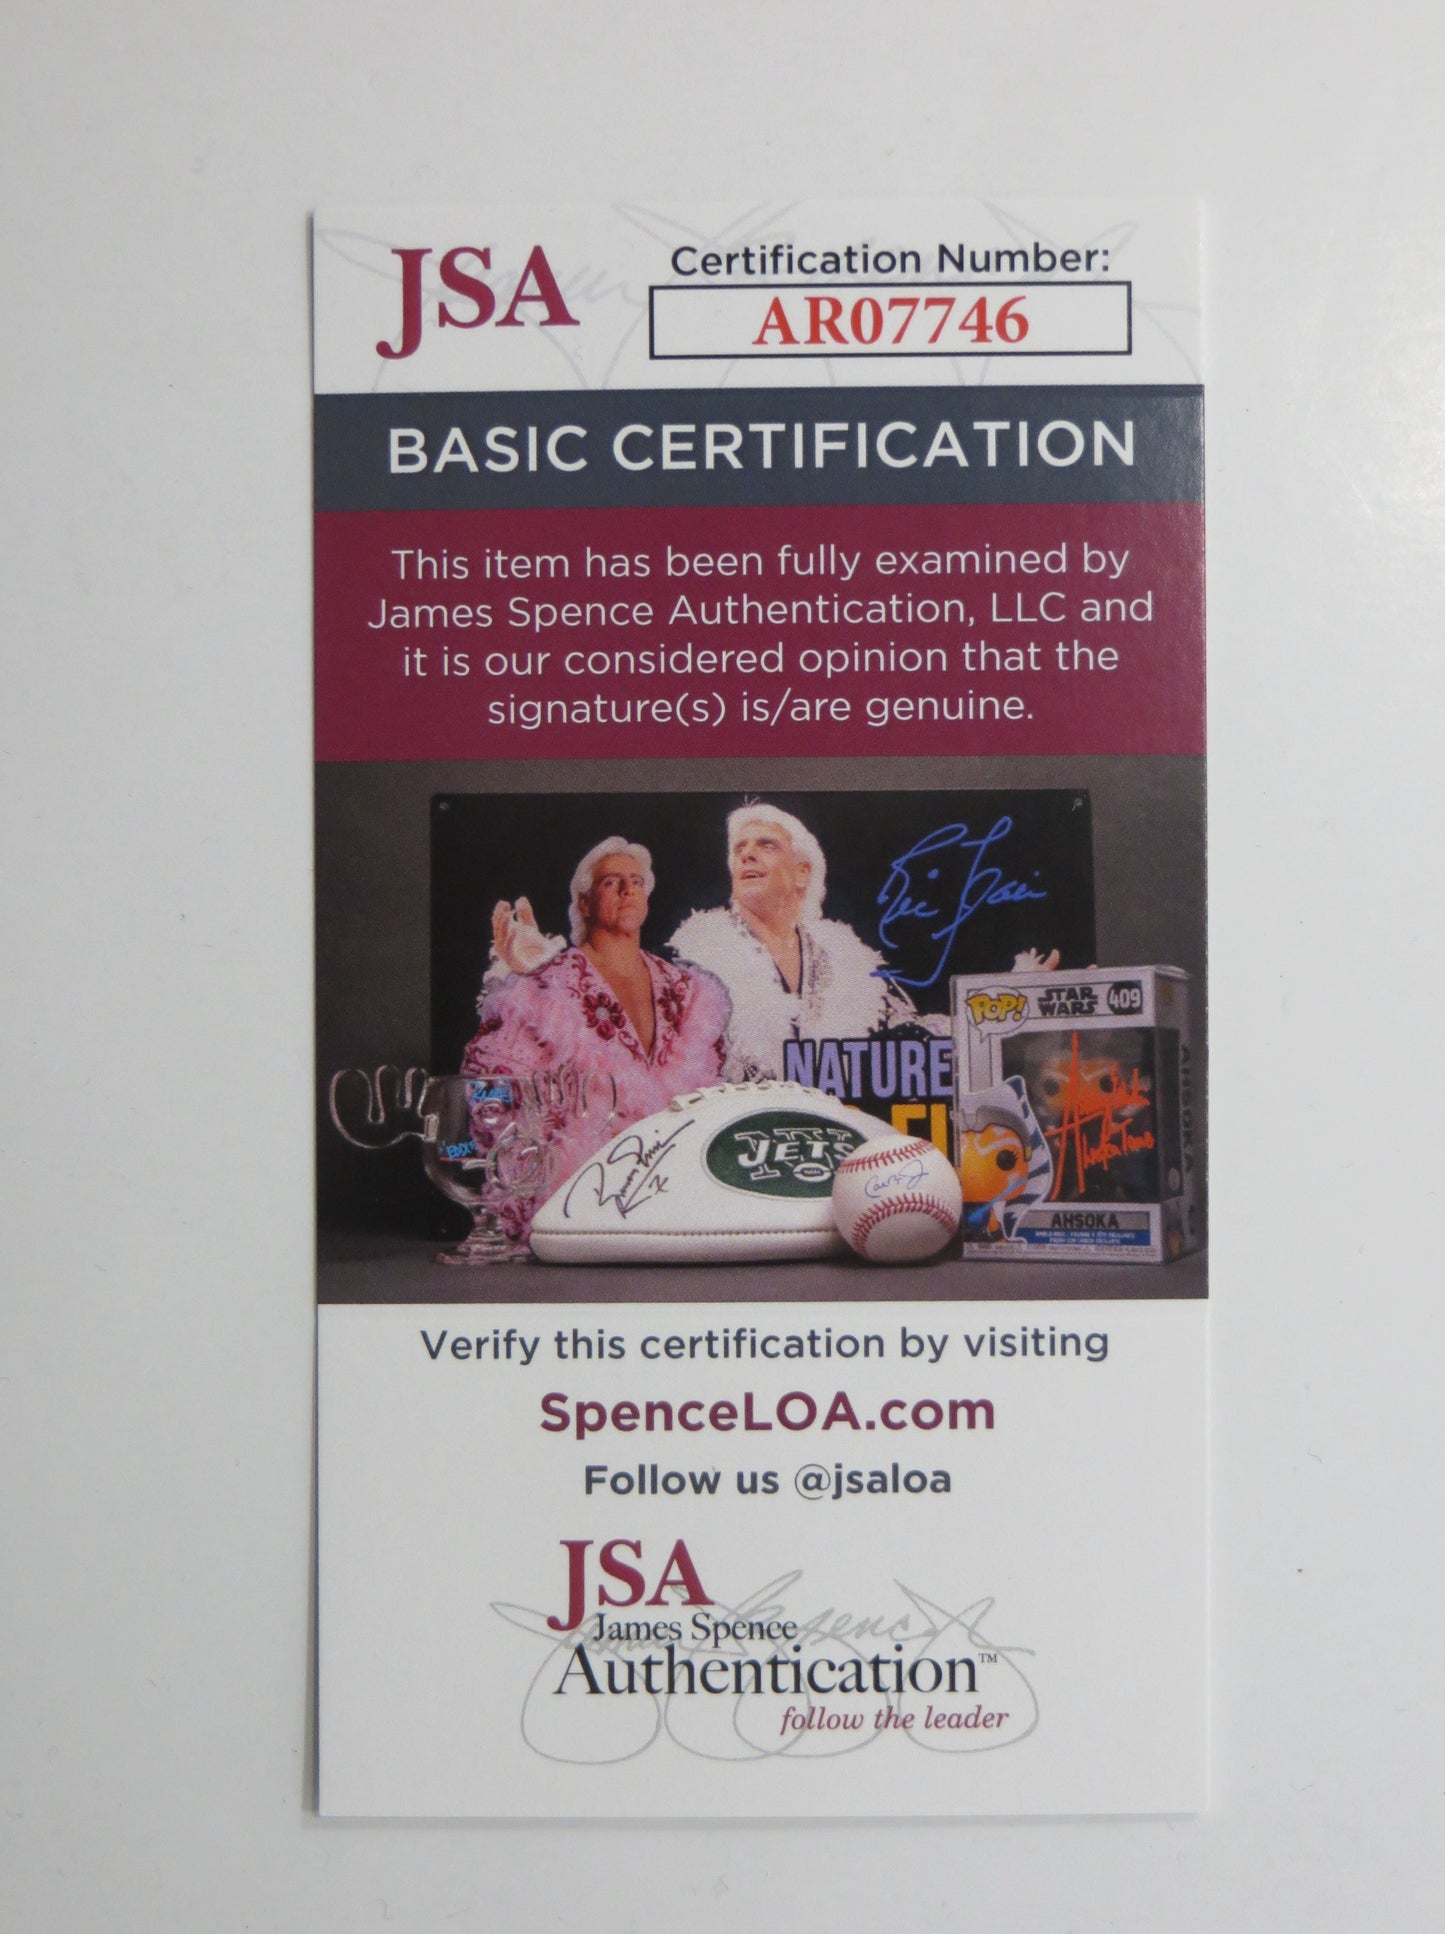 JSA
Certification Number:
AR07746
BASIC CERTIFICATION
This item has been fully examined by
James Spence Authentication, LLC and
it is our considered opinion that the
signature(s) is/are genuine.
NATURE
POP!
STAR
WARS
409
AHSOKA
JETS
AHSOKA
Verify this certification by visiting
SpenceLOA.com
Follow us @jsaloa
JSA
James Spence
Authentication™
follow the leader